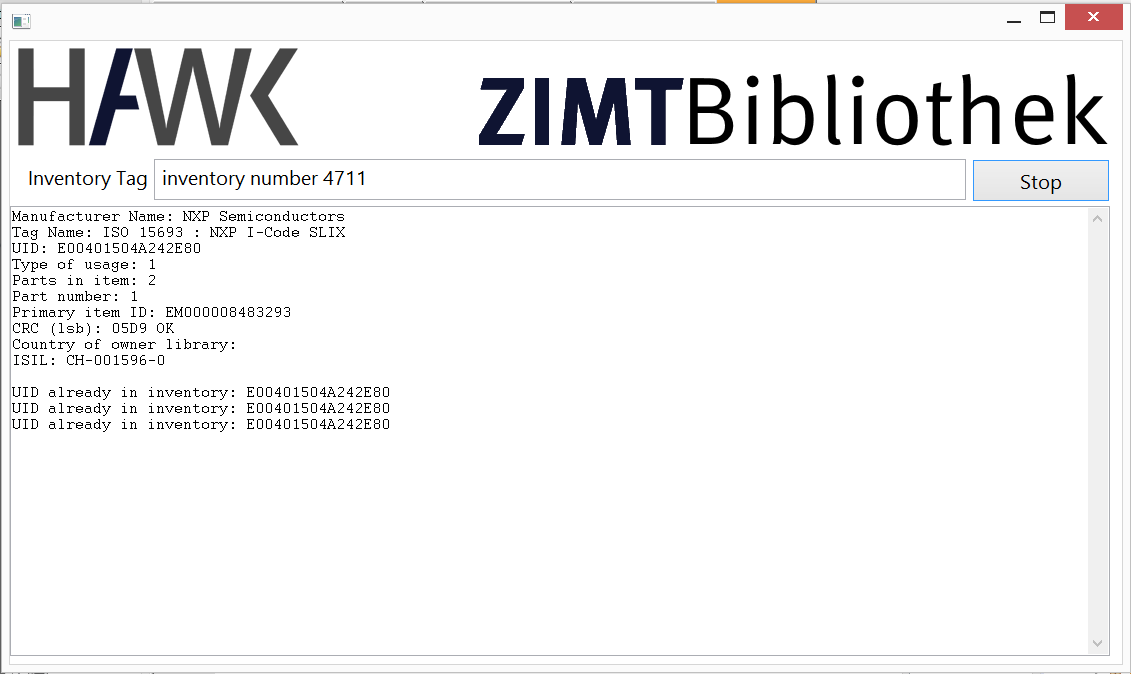 HAWK
ZIMTBibliothek
Inventory Tag inventory number 4711 Stop
Manufacturer Name: NXP Semiconductors
Tag Name: ISO 15693 : NXP I-Code SLIX
UID: E00401504A242E80
Type of usage: 1
Parts in item: 2
Part number: 1
Primary item ID: EM000008483293
CRC (lsb): 05D9 OK
Country of owner library:
ISIL: CH-001596-0
UID already in inventory: E00401504A242E80
UID already in inventory: E00401504A242E80
UID already in inventory: E00401504A242E80